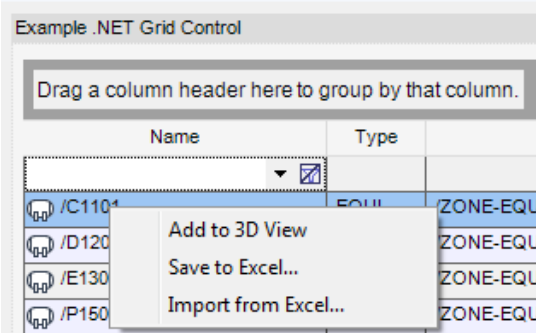 Example .NET Grid Control
Drag a column header here to group by that column.
Name Type
/C1101 EQUI /ZONE-EQU
/D120 /ZONE-EQU
Add to 3D View
/E130 /ZONE-EQU
Save to Excel...
/P150 /ZONE-EQU
Import from Excel...